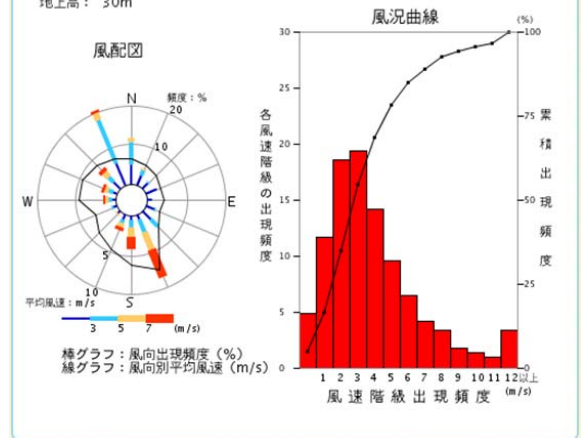 地上高： 30m
風配図
N
頻度：%
20
10
W
E
5
10
S
平均風速：m/s
3 5 7 (m/s)
棒グラフ：風向出現頻度（%）
線グラフ：風向別平均風速（m/s）
風況曲線
(%)
30
25
20
15
10
5
0
各風速階級の出現頻度
100
75
50
25
0
累積出現頻度
1 2 3 4 5 6 7 8 9 10 11 12以上
(m/s)
風速階級出現頻度